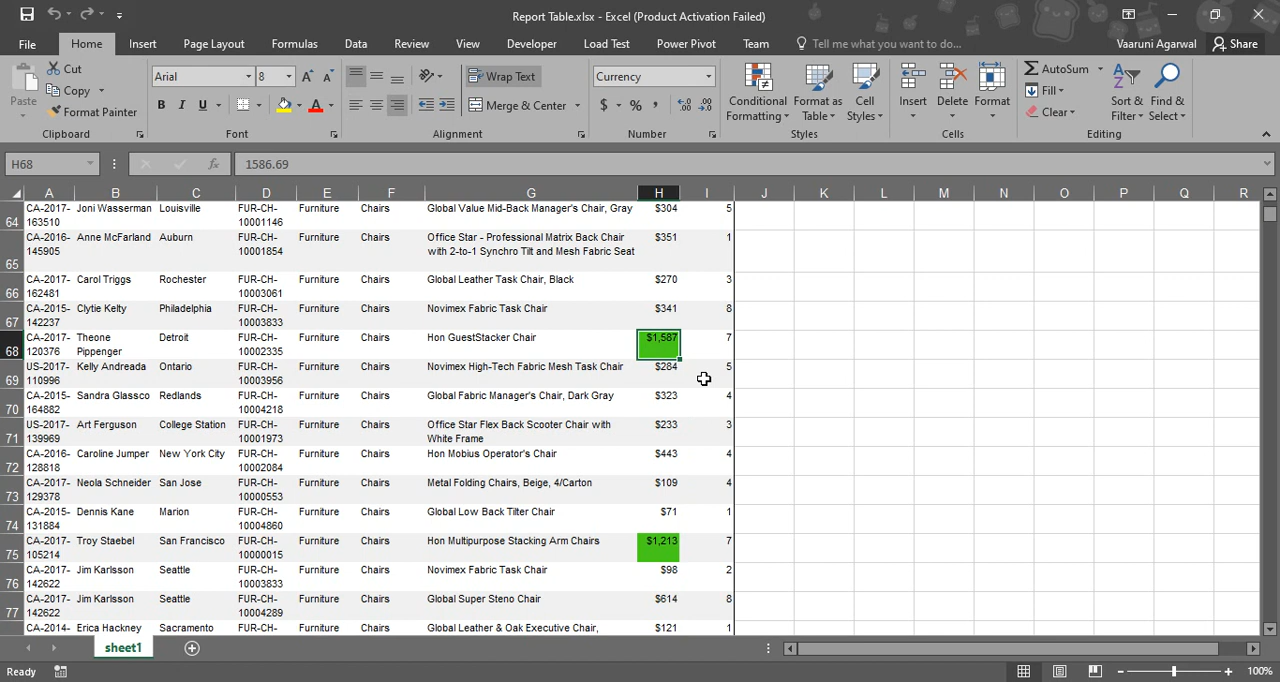 Report Table.xlsx - Excel (Product Activation Failed)
File Home Insert Page Layout Formulas Data Review View Developer Load Test Power Pivot Team Tell me what you want to do... Vaaruni Agarwal Share
Paste
Cut
Copy
Format Painter
Clipboard
Arial 8
B I U
Font
Wrap Text
Merge & Center
Alignment
Currency
$ % ,
Number
Conditional Formatting
Format as Table
Cell Styles
Styles
Insert Delete Format
Cells
AutoSum
Fill
Clear
Sort & Filter
Find & Select
Editing
H68 fx 1586.69
A B C D E F G H I J K L M N O P Q R
64 CA-2017- Joni Wasserman Louisville FUR-CH- Furniture Chairs Global Value Mid-Back Manager's Chair, Gray $304 5
163510 10001146
65 CA-2016- Anne McFarland Auburn FUR-CH- Furniture Chairs Office Star - Professional Matrix Back Chair $351 1
145905 10001854 with 2-to-1 Synchro Tilt and Mesh Fabric Seat
66 CA-2017- Carol Triggs Rochester FUR-CH- Furniture Chairs Global Leather Task Chair, Black $270 3
162481 10003061
67 CA-2015- Clytie Kelty Philadelphia FUR-CH- Furniture Chairs Novimex Fabric Task Chair $341 8
142237 10003833
68 CA-2017- Theone Detroit FUR-CH- Furniture Chairs Hon GuestStacker Chair $1,587 7
120376 Pippenger 10002335
69 US-2017- Kelly Andreada Ontario FUR-CH- Furniture Chairs Novimex High-Tech Fabric Mesh Task Chair $284 5
110996 10003956
70 CA-2015- Sandra Glassco Redlands FUR-CH- Furniture Chairs Global Fabric Manager's Chair, Dark Gray $323 4
164882 10004218
71 US-2017- Art Ferguson College Station FUR-CH- Furniture Chairs Office Star Flex Back Scooter Chair with $233 3
139969 10001973 White Frame
72 CA-2016- Caroline Jumper New York City FUR-CH- Furniture Chairs Hon Mobius Operator's Chair $443 4
128818 10002084
73 CA-2017- Neola Schneider San Jose FUR-CH- Furniture Chairs Metal Folding Chairs, Beige, 4/Carton $109 4
129378 10000553
74 CA-2015- Dennis Kane Marion FUR-CH- Furniture Chairs Global Low Back Tilter Chair $71 1
131884 10004860
75 CA-2017- Troy Staebel San Francisco FUR-CH- Furniture Chairs Hon Multipurpose Stacking Arm Chairs $1,213 7
105214 10000015
76 CA-2017- Jim Karlsson Seattle FUR-CH- Furniture Chairs Novimex Fabric Task Chair $98 2
142622 10003833
77 CA-2017- Jim Karlsson Seattle FUR-CH- Furniture Chairs Global Super Steno Chair $614 8
142622 10004289
CA-2014- Erica Hackney Sacramento FUR-CH- Furniture Chairs Global Leather & Oak Executive Chair, $121 1
sheet1
Ready 100%